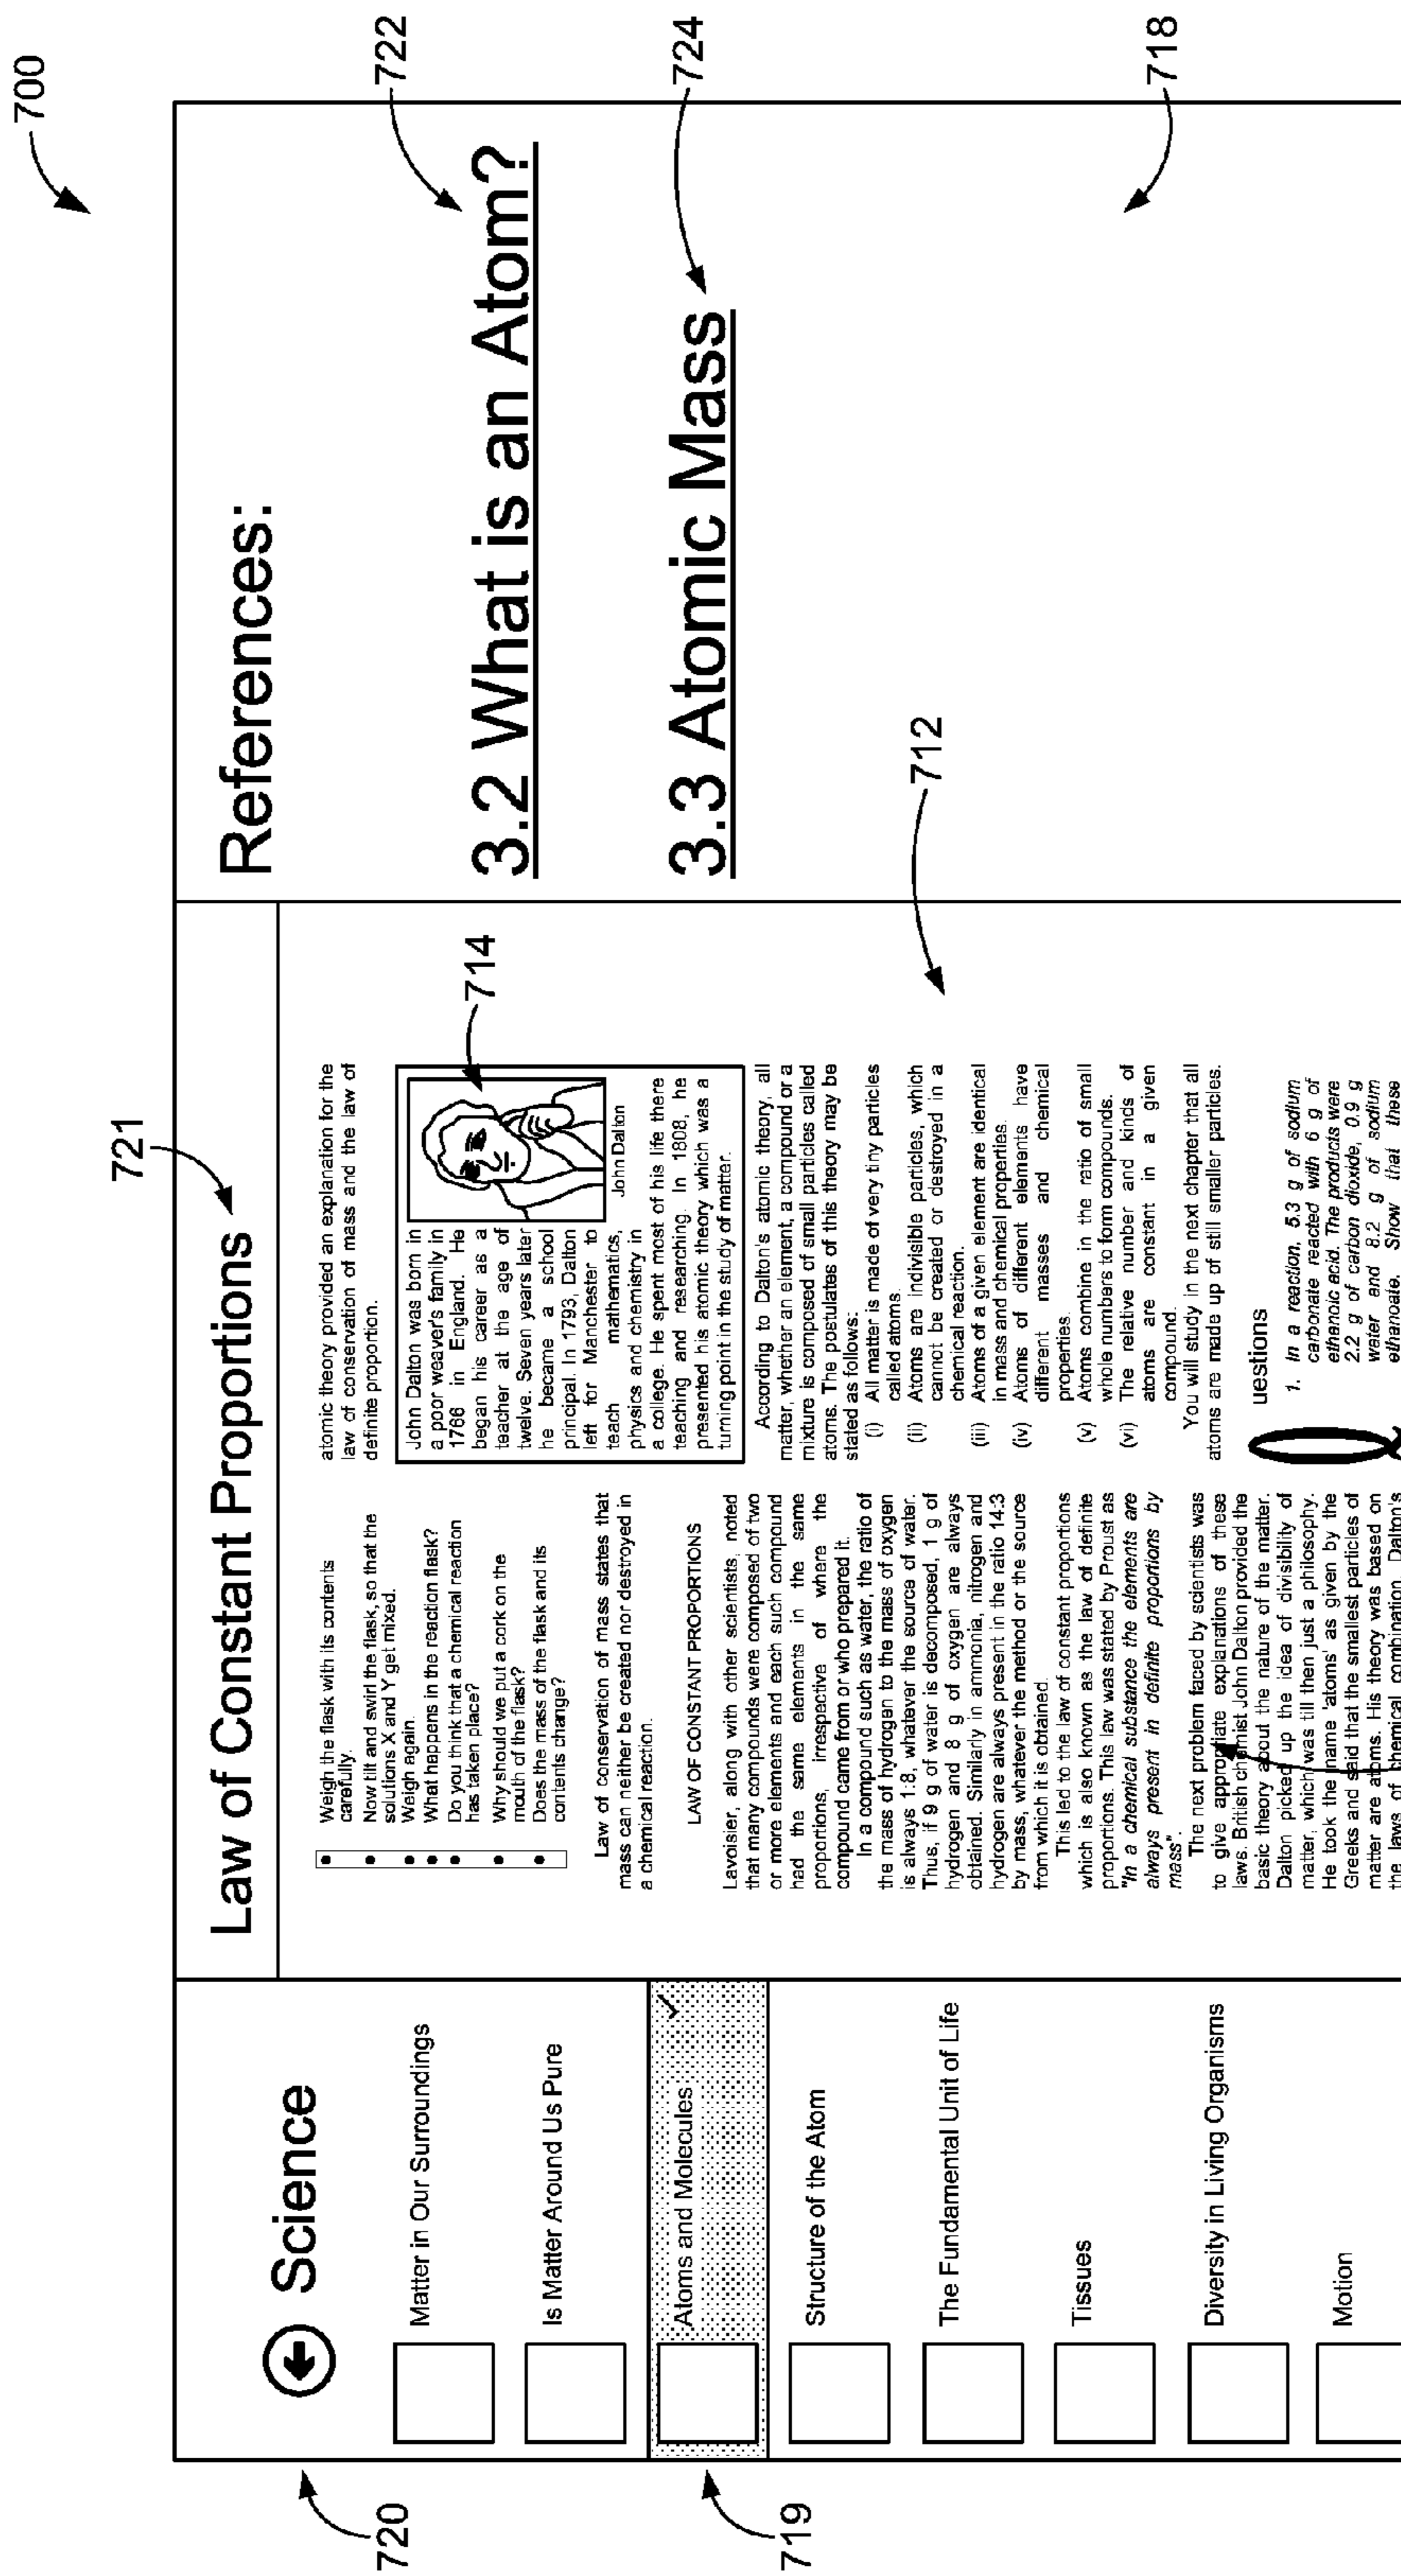 700
720
Science
Matter in Our Surroundings
Is Matter Around Us Pure
719
Atoms and Molecules
Structure of the Atom
The Fundamental Unit of Life
Tissues
Diversity in Living Organisms
Motion
721
Law of Constant Proportions
• Weigh the flask with its contents
carefully.
• Now tilt and swirl the flask, so that the
solutions X and Y get mixed.
• Weigh again.
• What happens in the reaction flask?
• Do you think that a chemical reaction
has taken place?
• Why should we put a cork on the
mouth of the flask?
• Does the mass of the flask and its
contents change?
Law of conservation of mass states that
mass can neither be created nor destroyed in
a chemical reaction.
LAW OF CONSTANT PROPORTIONS
Lavoisier, along with other scientists, noted
that many compounds were composed of two
or more elements and each such compound
had the same elements in the same
proportions, irrespective of where the
compound came from or who prepared it.
In a compound such as water, the ratio of
the mass of hydrogen to the mass of oxygen
is always 1:8, whatever the source of water.
Thus, if 9 g of water is decomposed, 1 g of
hydrogen and 8 g of oxygen are always
obtained. Similarly in ammonia, nitrogen and
hydrogen are always present in the ratio 14:3
by mass, whatever the method or the source
from which it is obtained.
This led to the law of constant proportions
which is also known as the law of definite
proportions. This law was stated by Proust as
"In a chemical substance the elements are
always present in definite proportions by
mass".
The next problem faced by scientists was
to give appropriate explanations of these
laws. British chemist John Dalton provided the
basic theory about the nature of the matter.
Dalton picked up the idea of divisibility of
matter, which was till then just a philosophy.
He took the name 'atoms' as given by the
Greeks and said that the smallest particles of
matter are atoms. His theory was based on
the laws of chemical combination. Dalton's
atomic theory provided an explanation for the
law of conservation of mass and the law of
definite proportion.
John Dalton was born in
a poor weaver's family in
1766 in England. He
began his career as a
teacher at the age of
twelve. Seven years later
he became a school
principal. In 1793, Dalton
left for Manchester to
teach mathematics,
physics and chemistry in
a college. He spent most of his life there
teaching and researching. In 1808, he
presented his atomic theory which was a
turning point in the study of matter.
John Dalton
714
According to Dalton's atomic theory, all
matter, whether an element, a compound or a
mixture is composed of small particles called
atoms. The postulates of this theory may be
stated as follows:
(i) All matter is made of very tiny particles
called atoms.
(ii) Atoms are indivisible particles, which
cannot be created or destroyed in a
chemical reaction.
(iii) Atoms of a given element are identical
in mass and chemical properties.
(iv) Atoms of different elements have
different masses and chemical
properties.
(v) Atoms combine in the ratio of small
whole numbers to form compounds.
(vi) The relative number and kinds of
atoms are constant in a given
compound.
You will study in the next chapter that all
atoms are made up of still smaller particles.
uestions
1. In a reaction, 5.3 g of sodium
carbonate reacted with 6 g of
ethanoic acid. The products were
2.2 g of carbon dioxide, 0.9 g
water and 8.2 g of sodium
ethanoate. Show that these
712
References:
3.2 What is an Atom?
722
3.3 Atomic Mass
724
718